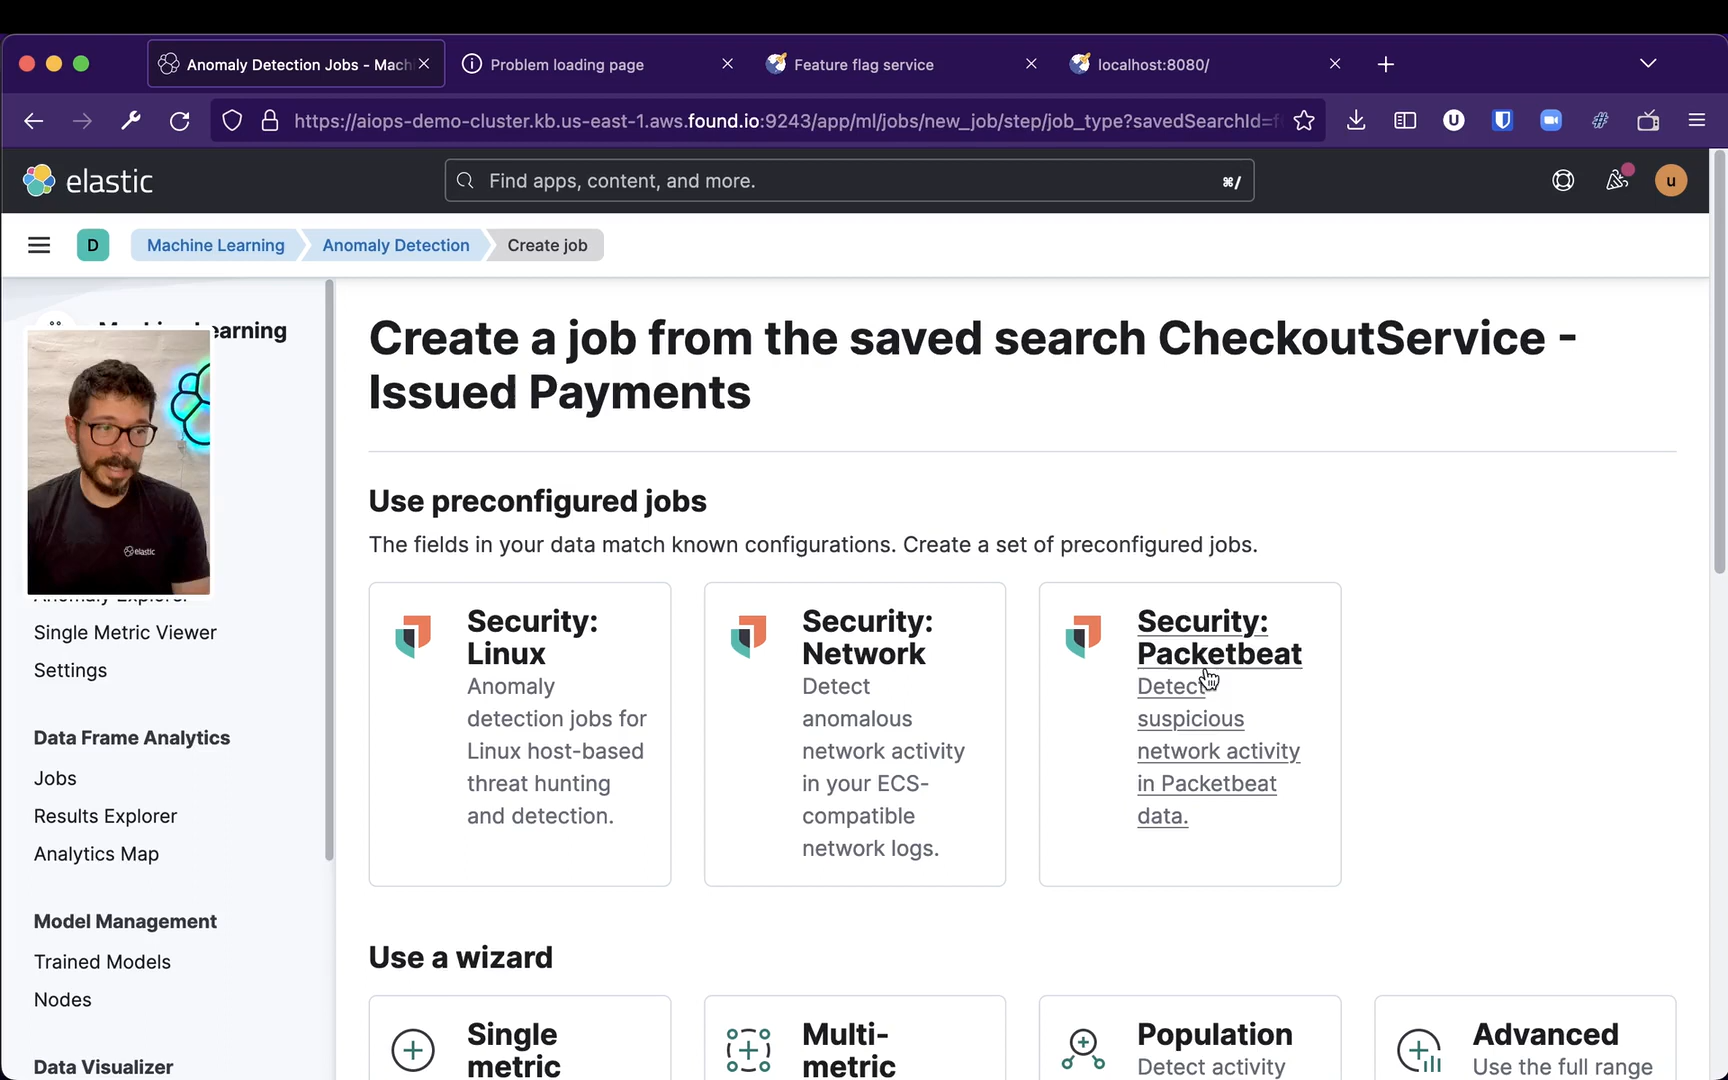 Anomaly Detection Jobs - Mach
Problem loading page
Feature flag service
localhost:8080/
https://aiops-demo-cluster.kb.us-east-1.aws.found.io:9243/app/ml/jobs/new_job/step/job_type?savedSearchId=f
elastic
Find apps, content, and more.
⌘/
u
D
Machine Learning
Anomaly Detection
Create job
earning
elastic
Single Metric Viewer
Settings
Data Frame Analytics
Jobs
Results Explorer
Analytics Map
Model Management
Trained Models
Nodes
Data Visualizer
Create a job from the saved search CheckoutService -
Issued Payments
Use preconfigured jobs
The fields in your data match known configurations. Create a set of preconfigured jobs.
Security:
Linux
Anomaly
detection jobs for
Linux host-based
threat hunting
and detection.
Security:
Network
Detect
anomalous
network activity
in your ECS-
compatible
network logs.
Security:
Packetbeat
Detect
suspicious
network activity
in Packetbeat
data.
Use a wizard
Single
metric
Multi-
metric
Population
Detect activity
Advanced
Use the full range